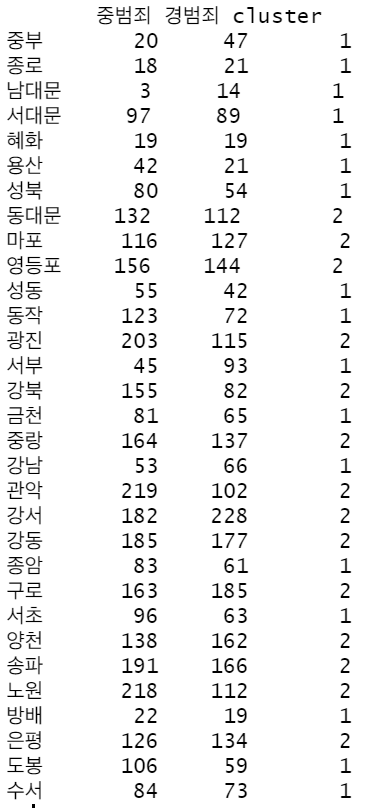 중범죄 경범죄 cluster
중부 20 47 1
종로 18 21 1
남대문 3 14 1
서대문 97 89 1
혜화 19 19 1
용산 42 21 1
성북 80 54 1
동대문 132 112 2
마포 116 127 2
영등포 156 144 2
성동 55 42 1
동작 123 72 1
광진 203 115 2
서부 45 93 1
강북 155 82 2
금천 81 65 1
중랑 164 137 2
강남 53 66 1
관악 219 102 2
강서 182 228 2
강동 185 177 2
종암 83 61 1
구로 163 185 2
서초 96 63 1
양천 138 162 2
송파 191 166 2
노원 218 112 2
방배 22 19 1
은평 126 134 2
도봉 106 59 1
수서 84 73 1